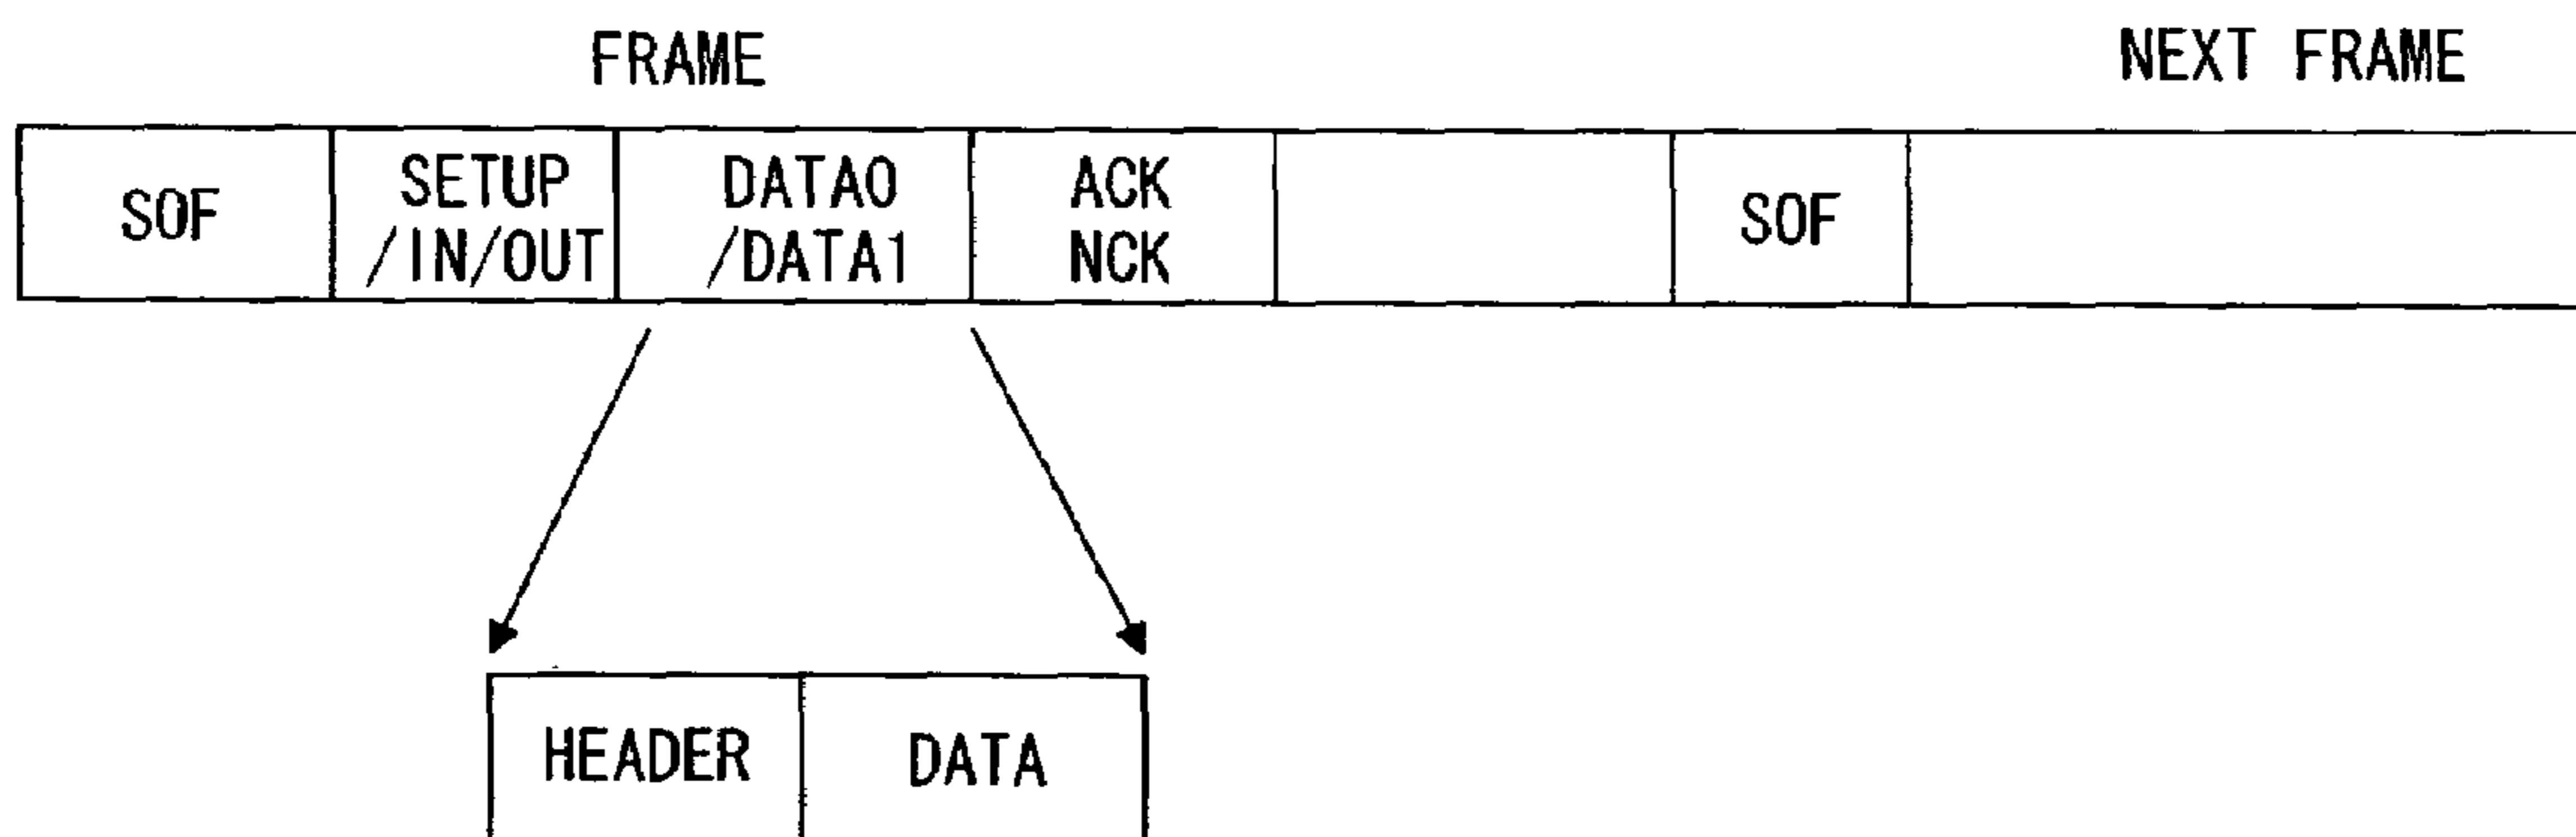 FRAME
NEXT FRAME
SOF
SETUP
/IN/OUT
DATA0
/DATA1
ACK
NCK
SOF
HEADER
DATA